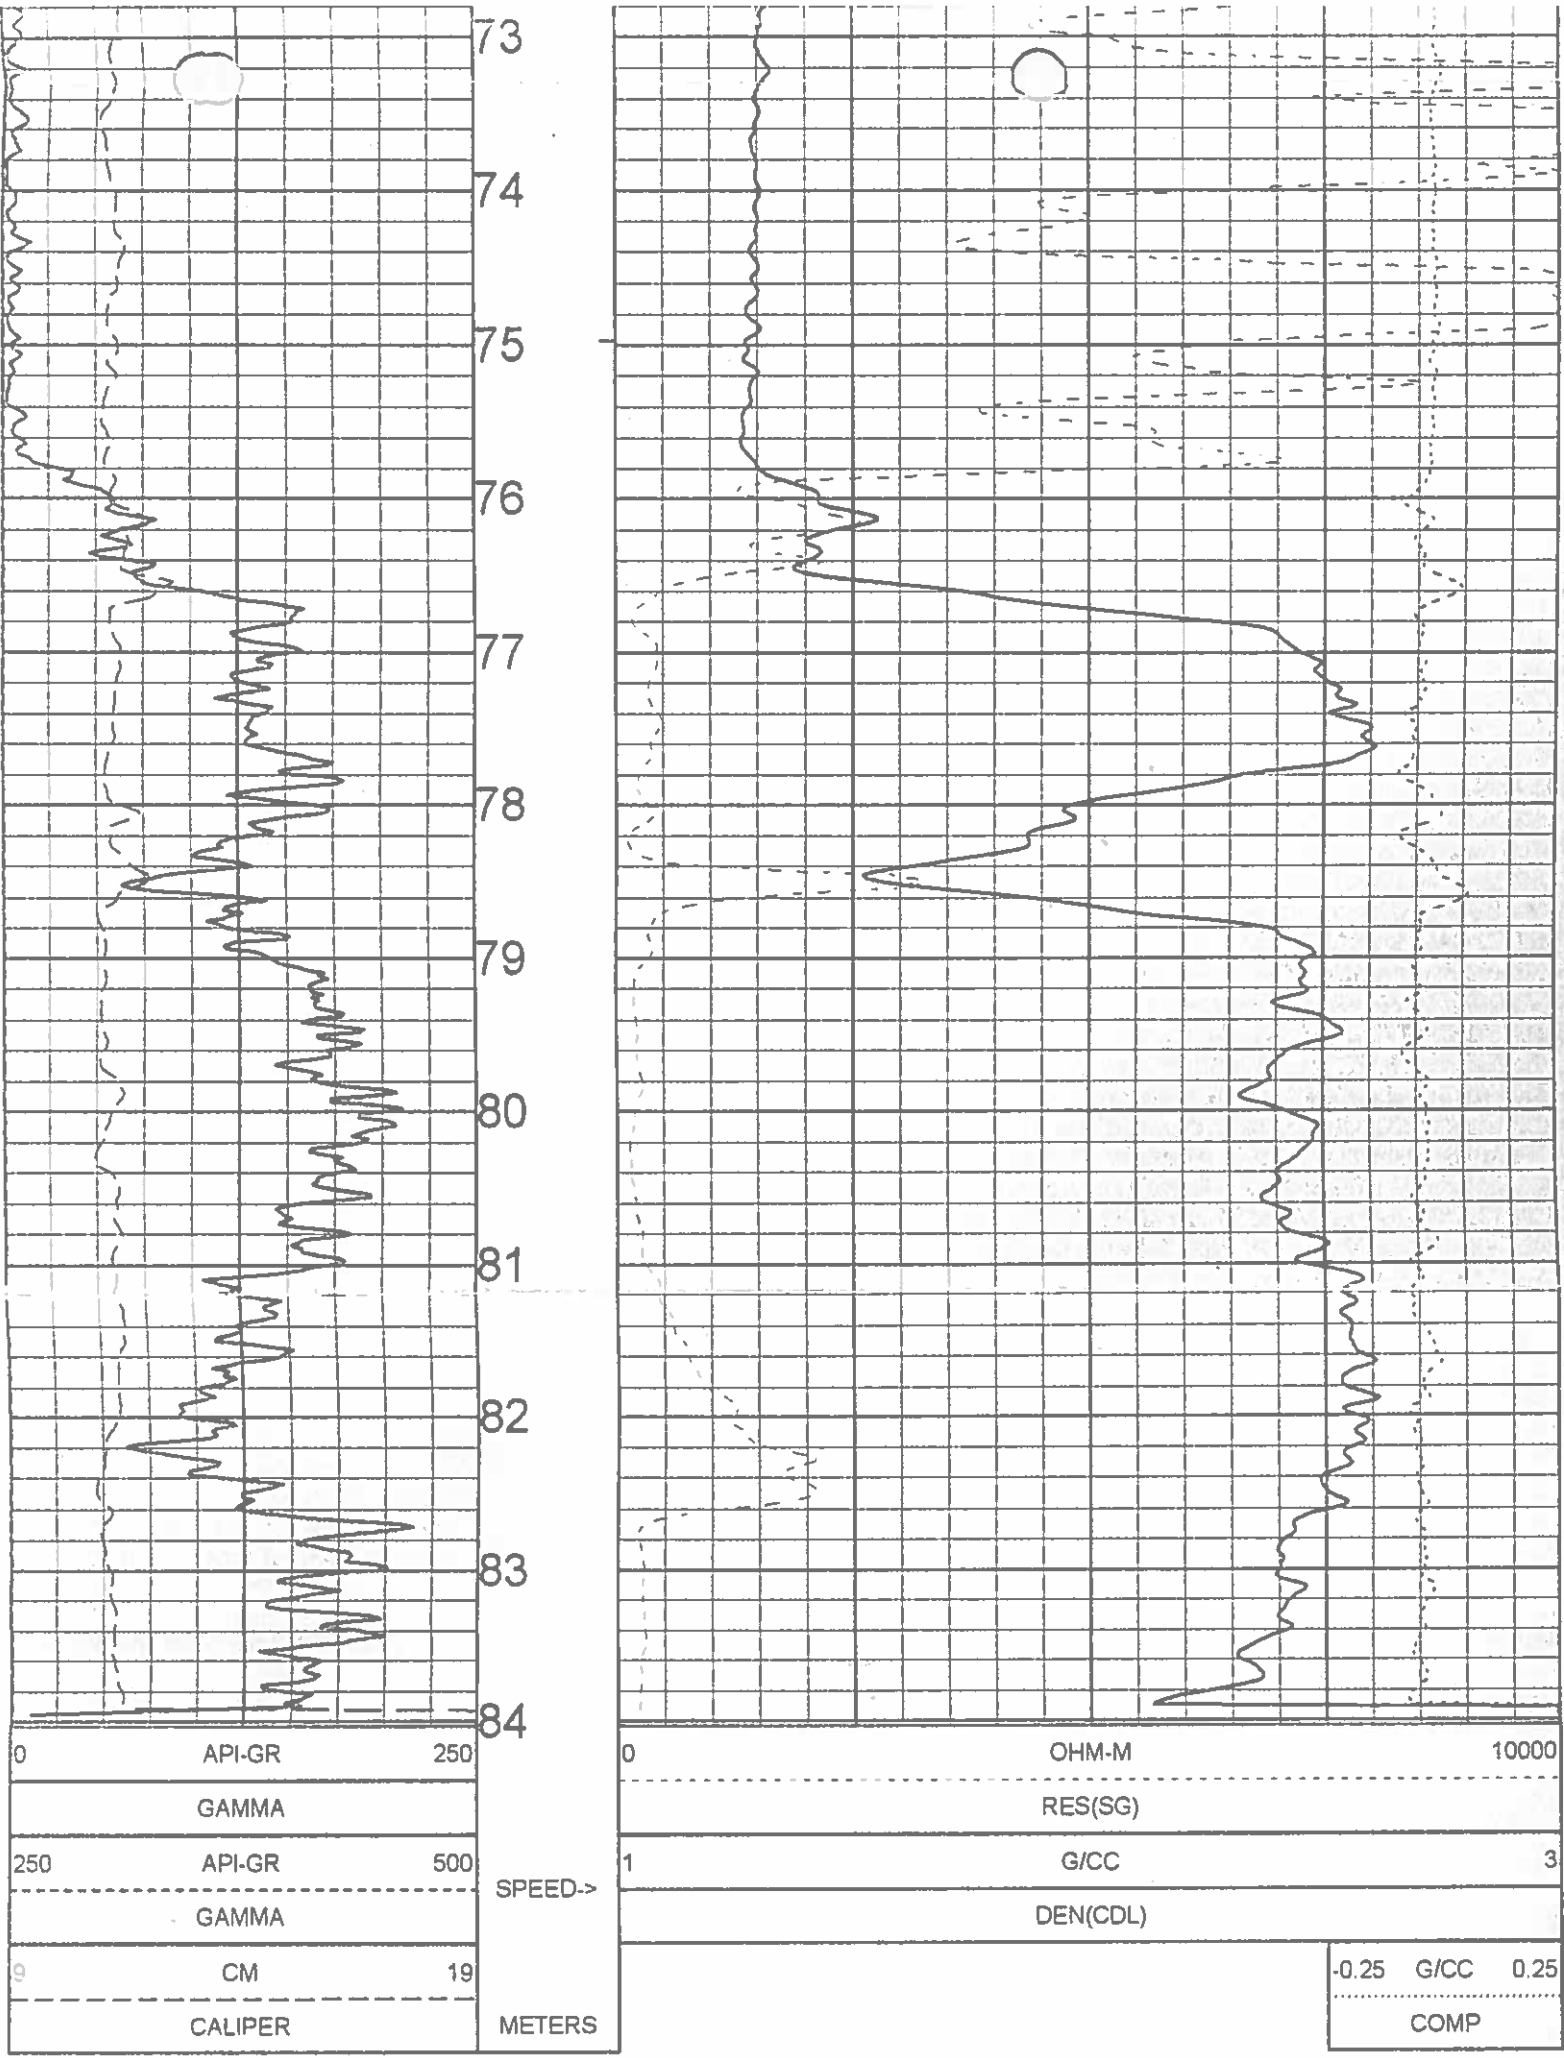 73
74
75
76
77
78
79
80
81
82
83
84
0 API-GR 250
GAMMA
250 API-GR 500
GAMMA
9 CM 19
CALIPER
SPEED->
METERS
0 OHM-M 10000
RES(SG)
1 G/CC 3
DEN(CDL)
-0.25 G/CC 0.25
COMP